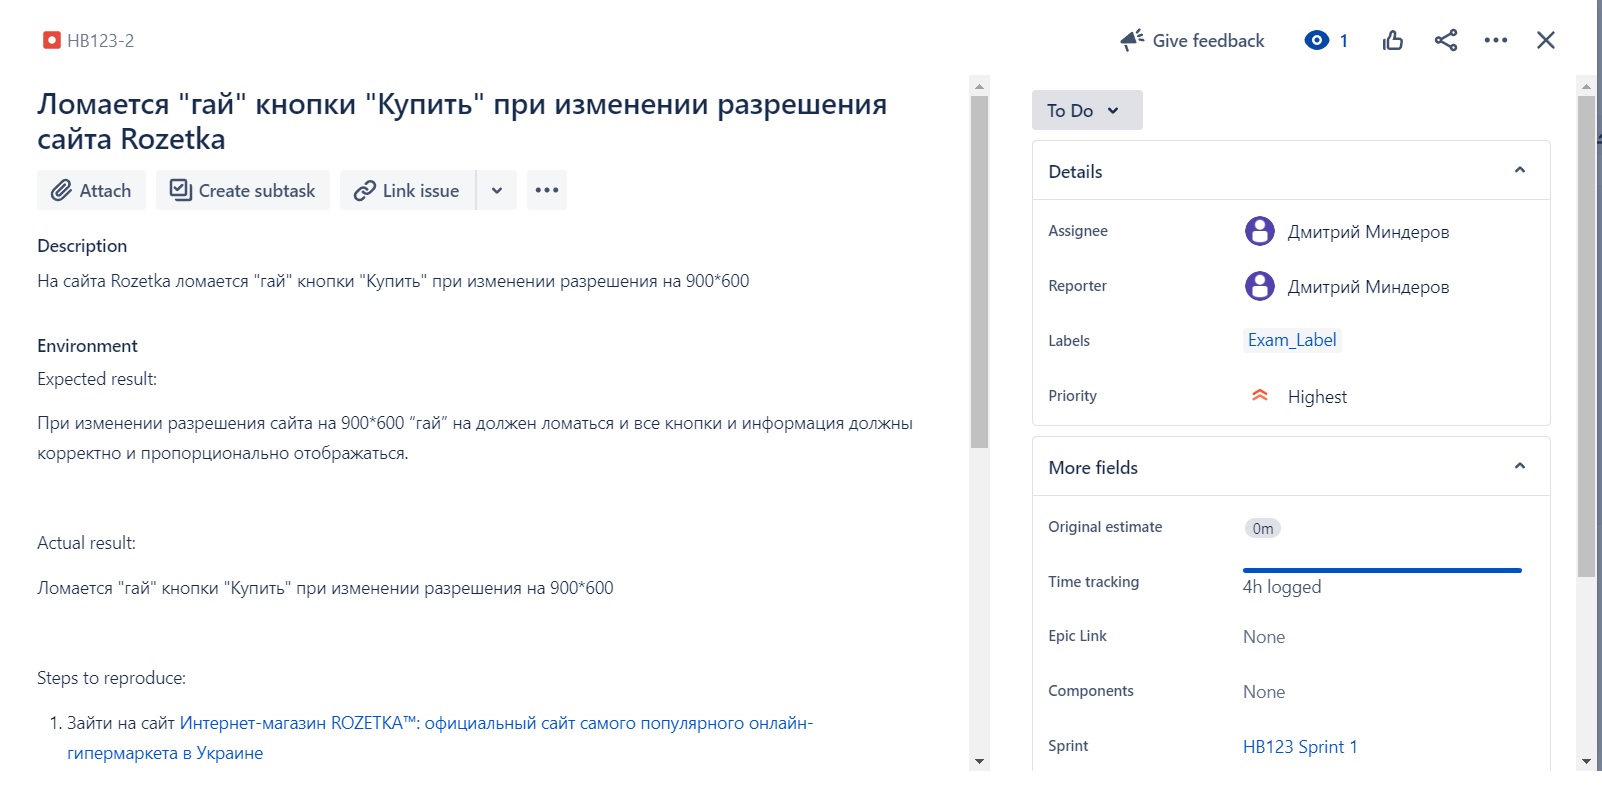 HB123-2
Give feedback
1
Ломается "гай" кнопки "Купить" при изменении разрешения
сайта Rozetka
Attach
Create subtask
Link issue
Description
На сайта Rozetka ломается "гай" кнопки "Купить" при изменении разрешения на 900*600
Environment
Expected result:
При изменении разрешения сайта на 900*600 “гай” на должен ломаться и все кнопки и информация должны
корректно и пропорционально отображаться.
Actual result:
Ломается "гай" кнопки "Купить" при изменении разрешения на 900*600
Steps to reproduce:
1. Зайти на сайт Интернет-магазин ROZETKA™: официальный сайт самого популярного онлайн-
гипермаркета в Украине
To Do
Details
Assignee
Дмитрий Миндеров
Reporter
Дмитрий Миндеров
Labels
Exam_Label
Priority
Highest
More fields
Original estimate
0m
Time tracking
4h logged
Epic Link
None
Components
None
Sprint
HB123 Sprint 1